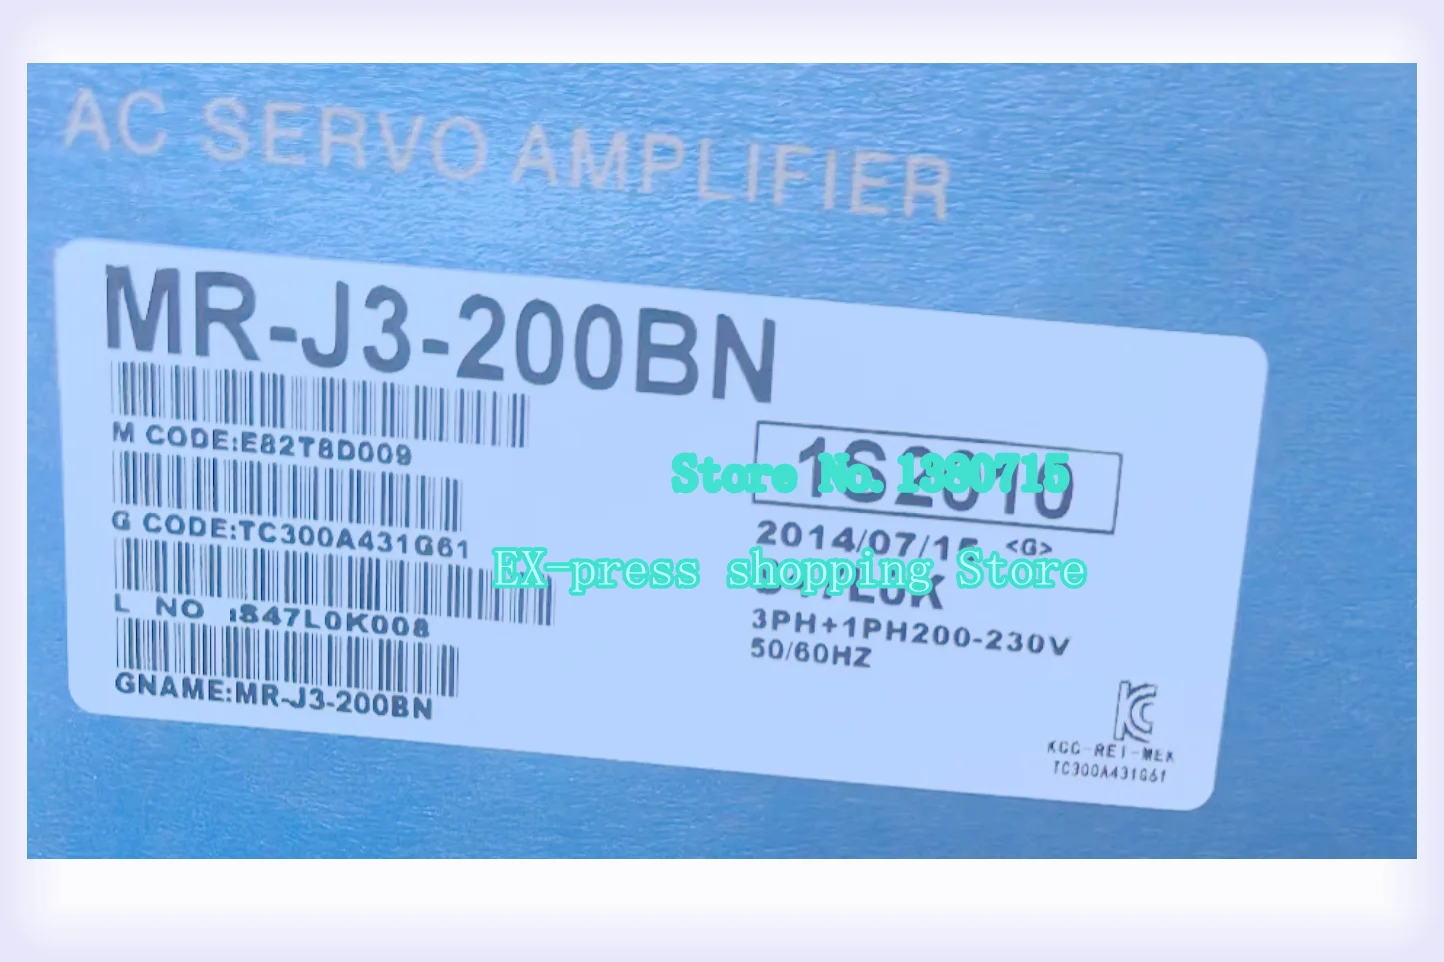 AC SERVO AMPLIFIER
MR-J3-200BN
M CODE:E82T8D009
G CODE:TC300A431G61
L NO :S47L0K008
GNAME:MR-J3-200BN
Store No.1380715
2014/07/15 <G>
EX-press shopping Store
3PH+1PH200-230V
50/60HZ
KCC-REI-MEK
TC300A431G61